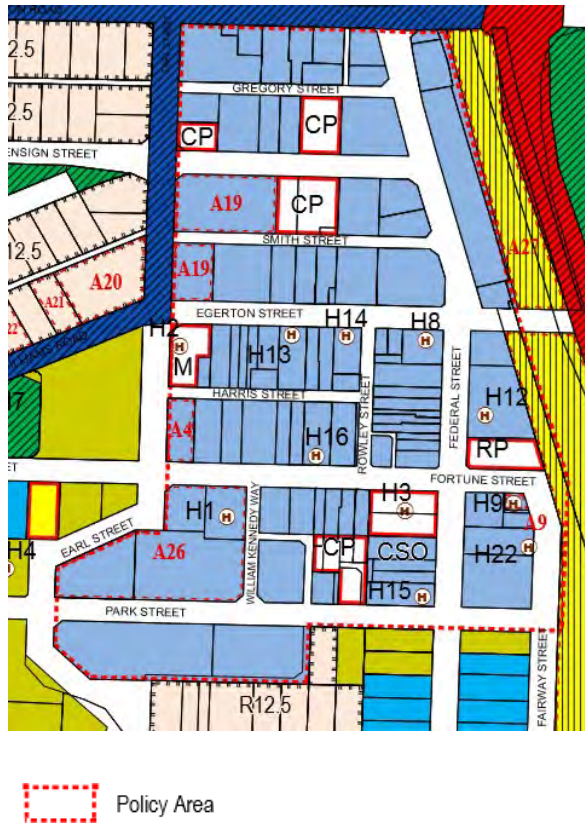 2.5
GREGORY STREET
2.5
CP
CP
ENSIGN STREET
A19
CP
12.5
SMITH STREET
A27
A19
A20
A21
22
EGERTON STREET
H2
H14
H8
H13
M
HARRIS STREET
ROWLEY STREET
FEDERAL STREET
H12
A4
H16
RP
FORTUNE STREET
H3
H9
H1
WILLIAM KENNEDY WAY
A9
EARL STREET
H4
A26
CP
CSO
H22
H15
PARK STREET
FAIRWAY STREET
R12.5
Policy Area